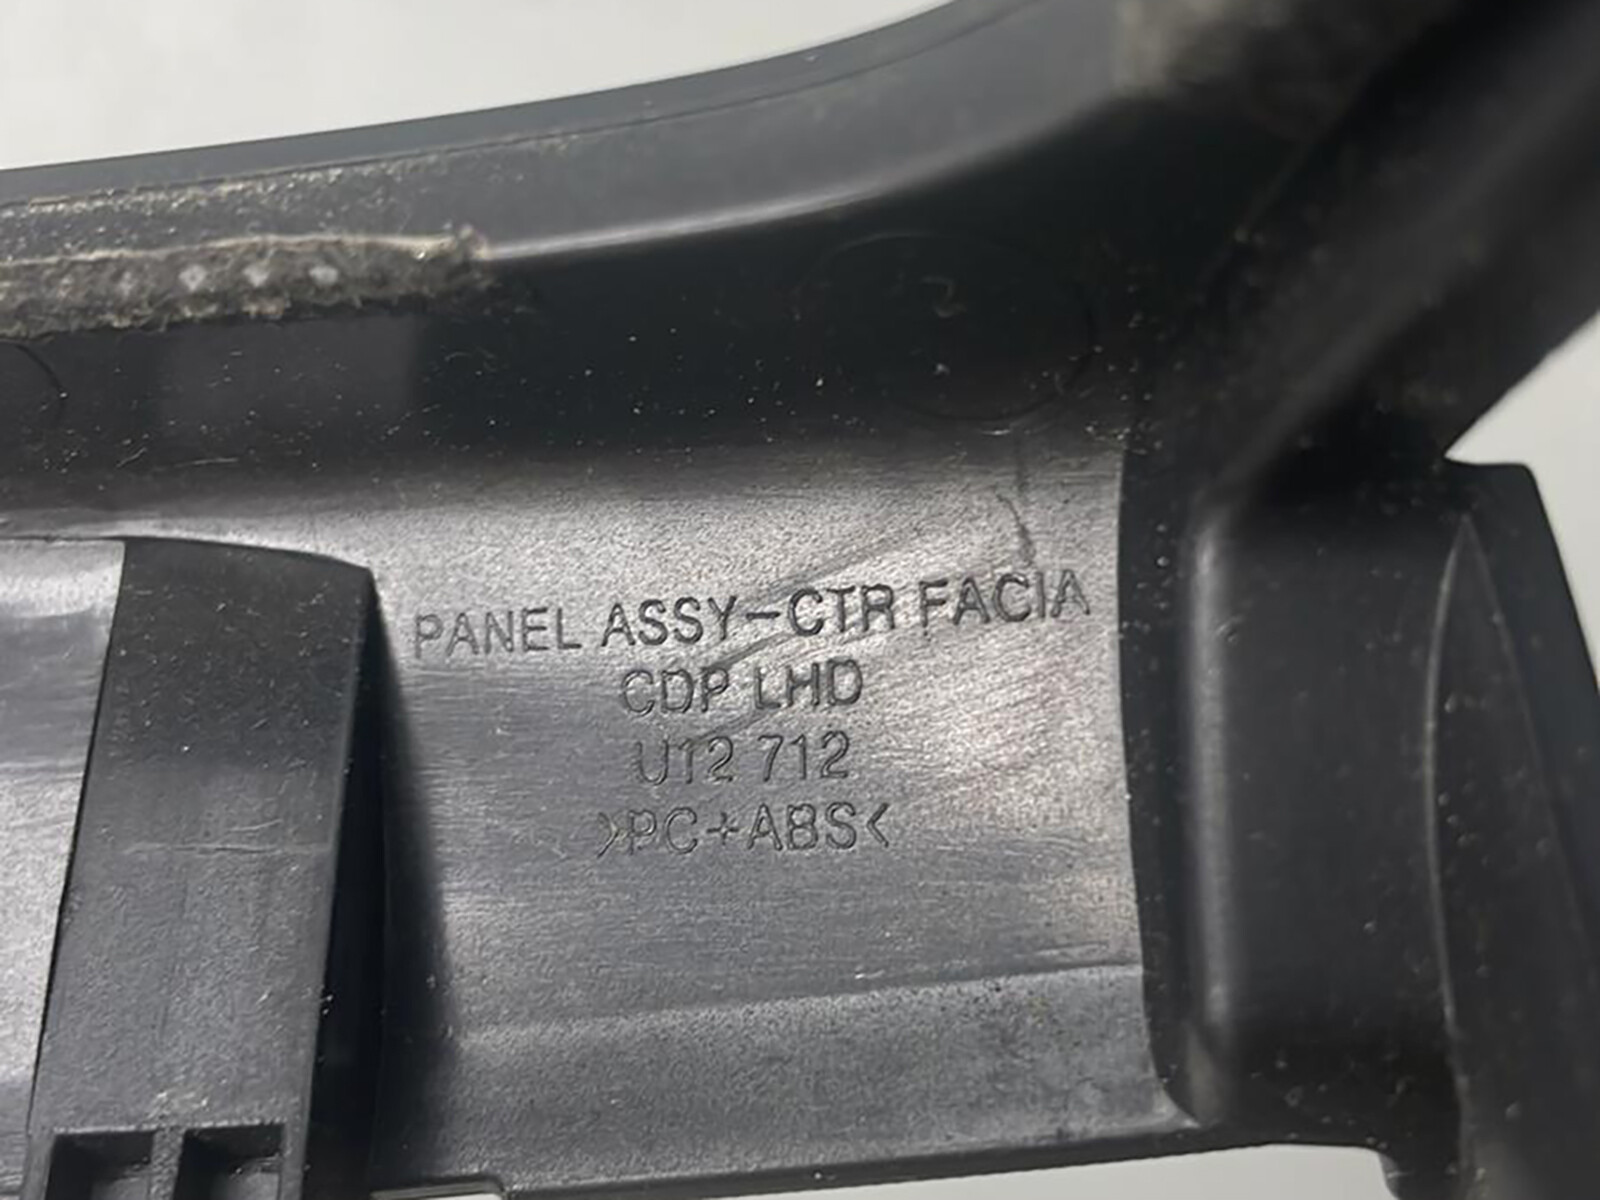 PANEL ASSY-CTR FACIA
CDP LHD
U12 712
>PC+ABS<